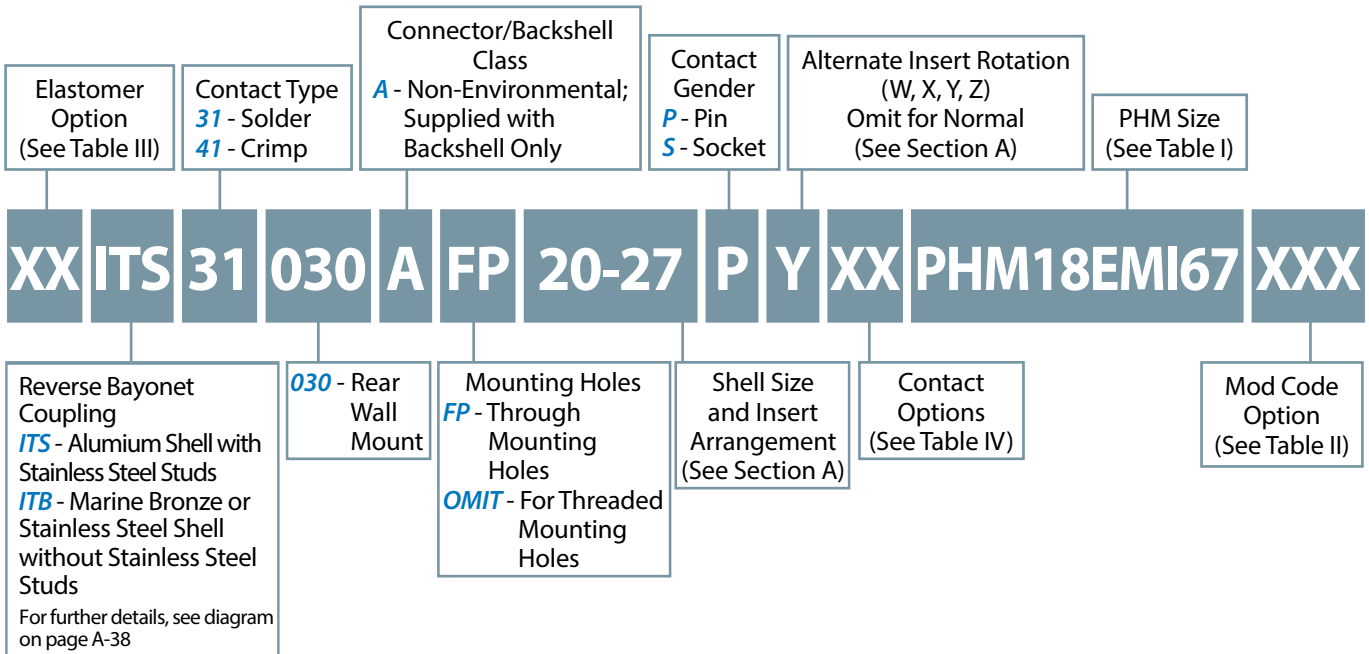 Elastomer
Option
(See Table III)
Contact Type
31 - Solder
41 - Crimp
Connector/Backshell
Class
A - Non-Environmental;
Supplied with
Backshell Only
Contact
Gender
P - Pin
S - Socket
Alternate Insert Rotation
(W, X, Y, Z)
Omit for Normal
(See Section A)
PHM Size
(See Table I)
XX ITS 31 030 A FP 20-27 P Y XX PHM18EMI67 XXX
Reverse Bayonet
Coupling
ITS - Alumium Shell with
Stainless Steel Studs
ITB - Marine Bronze or
Stainless Steel Shell
without Stainless Steel
Studs
For further details, see diagram
on page A-38
030 - Rear
Wall
Mount
Mounting Holes
FP - Through
Mounting
Holes
OMIT - For Threaded
Mounting
Holes
Shell Size
and Insert
Arrangement
(See Section A)
Contact
Options
(See Table IV)
Mod Code
Option
(See Table II)